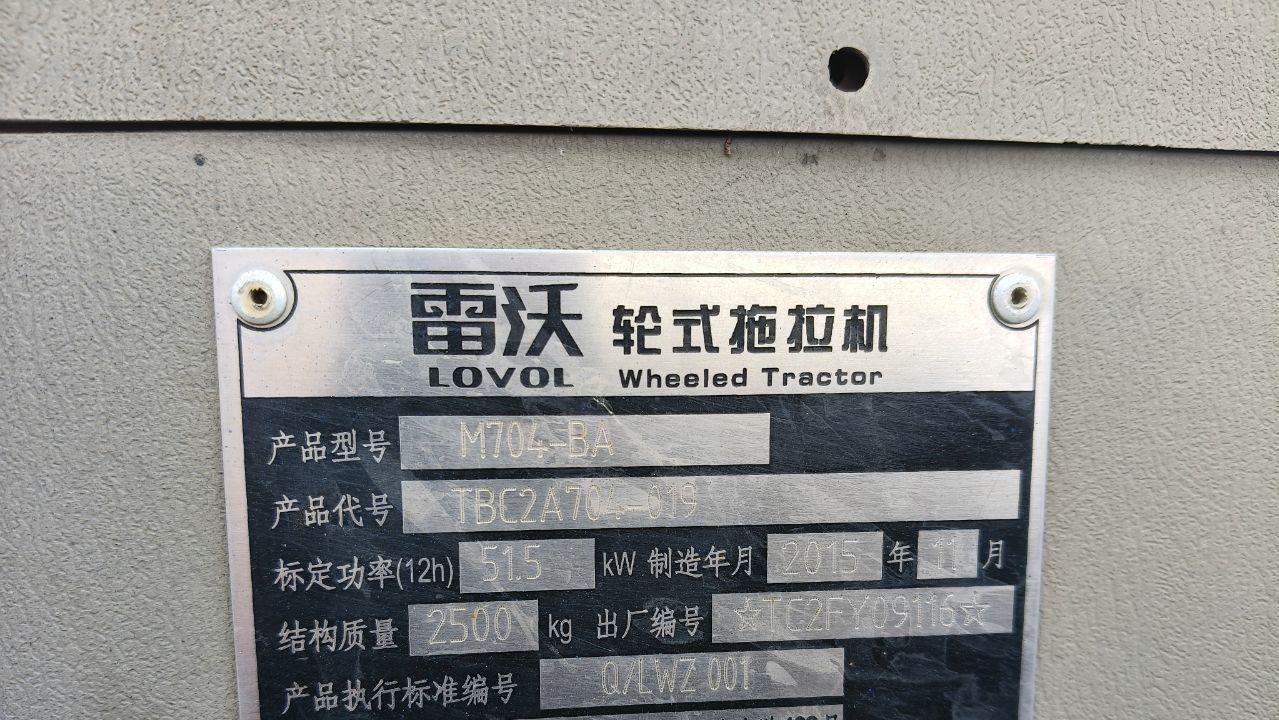 雷沃 轮式拖拉机
LOVOL Wheeled Tractor
产品型号 M704-BA
产品代号 TBC2A704-019
标定功率(12h) 51.5 kW 制造年月 2015 年 11 月
结构质量 2500 kg 出厂编号 ☆TC2FY09116☆
产品执行标准编号 Q/LWZ 001